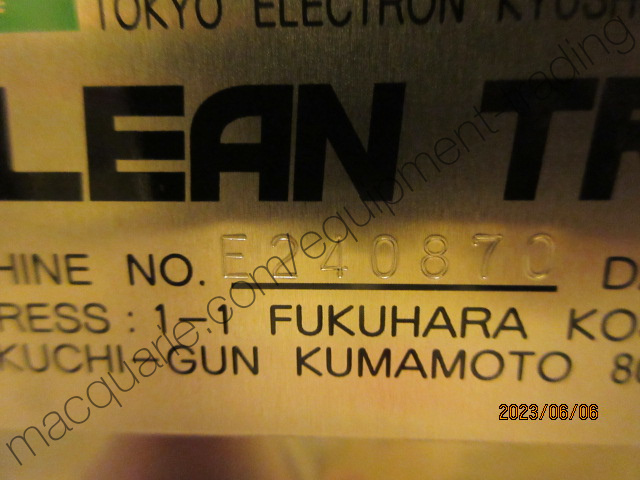 TOKYO ELECTRON KYUSH
LEAN TR
HINE NO. E240870 D
RESS : 1-1 FUKUHARA KO
KUCHI-GUN KUMAMOTO 86
macquarie.com/equipment-trading
2023/06/06